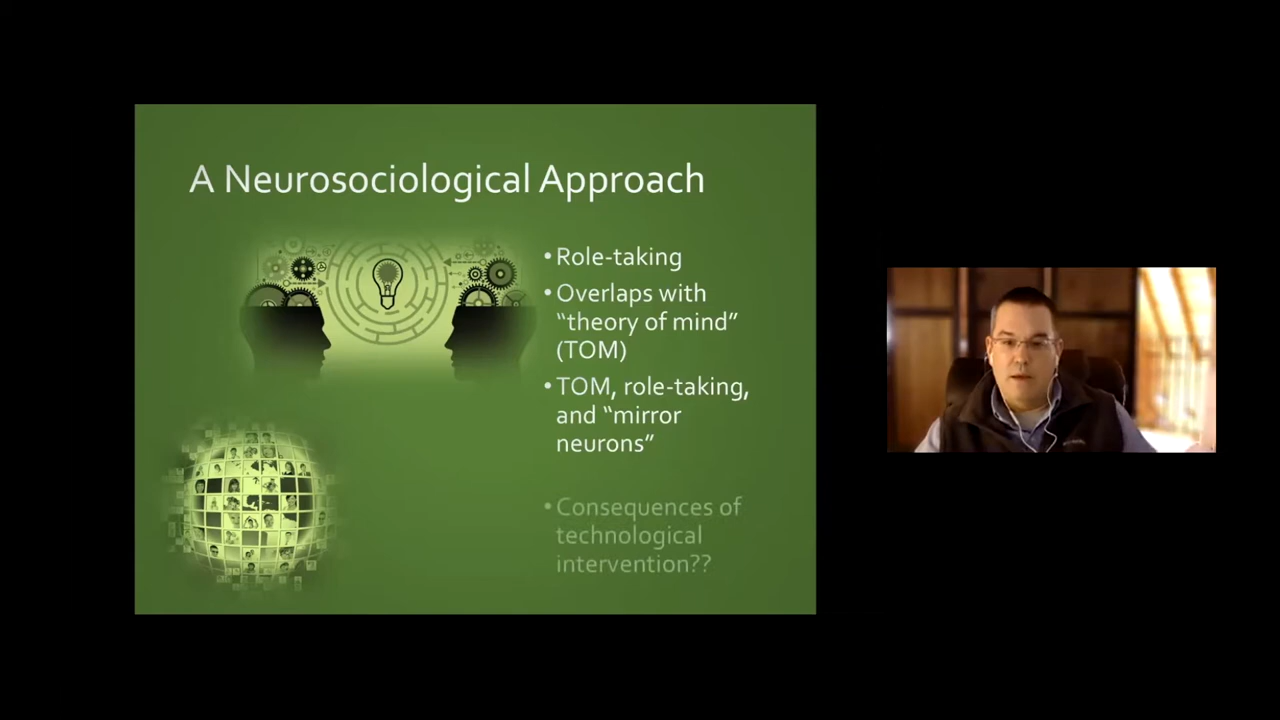 A Neurosociological Approach
• Role-taking
• Overlaps with
“theory of mind”
(TOM)
• TOM, role-taking,
and “mirror
neurons”
• Consequences of
technological
intervention??